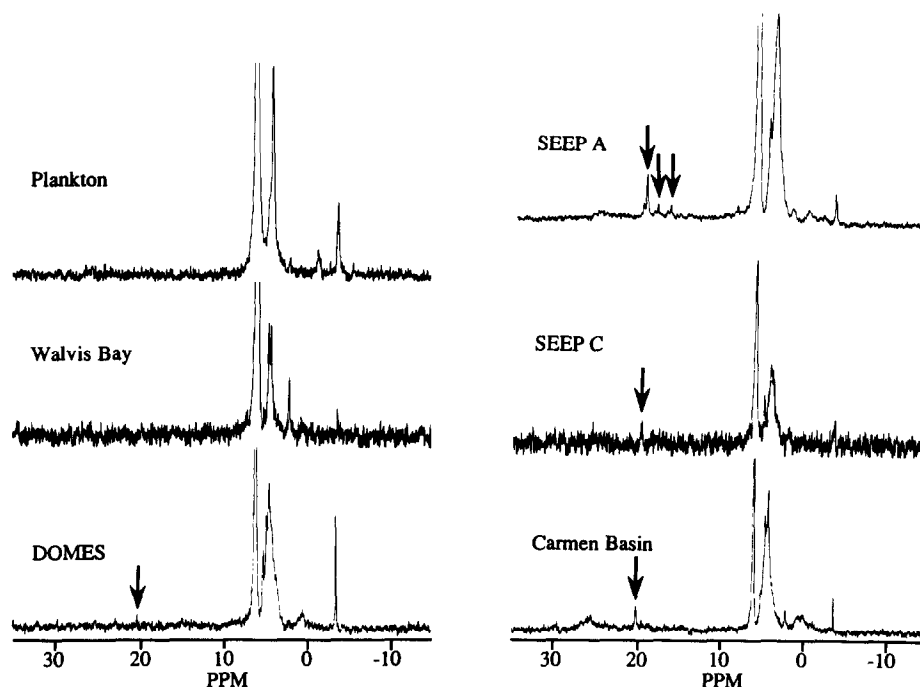 Plankton
Walvis Bay
DOMES
30 20 10 0 -10
PPM
SEEP A
SEEP C
Carmen Basin
30 20 10 0 -10
PPM